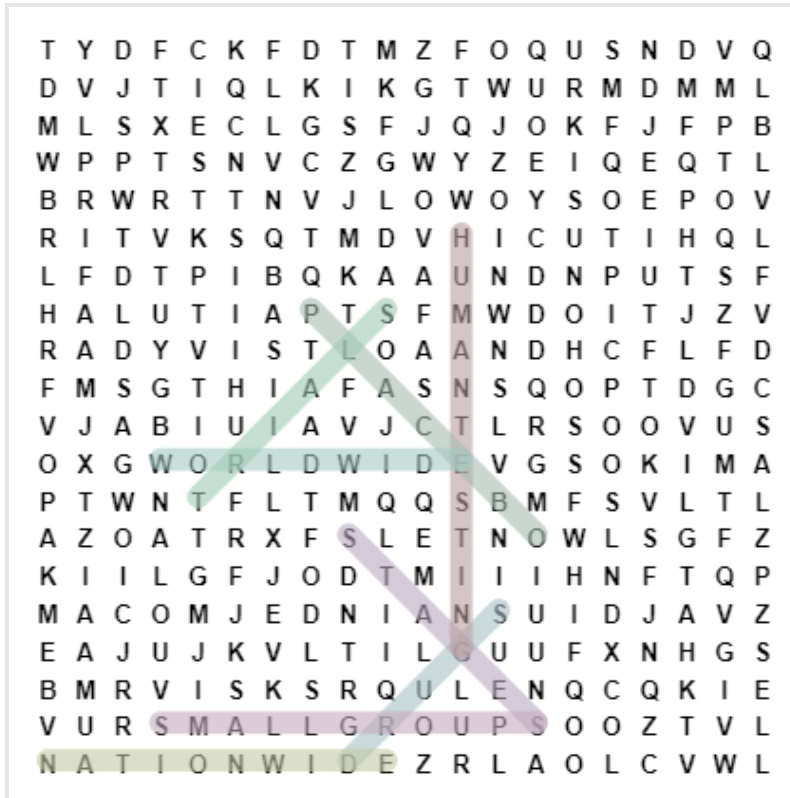 T Y D F C K F D T M Z F O Q U S N D V Q
D V J T I Q L K I K G T W U R M D M M L
M L S X E C L G S F J Q J O K F J F P B
W P P T S N V C Z G W Y Z E I Q E Q T L
B R W R T T N V J L O W O Y S O E P O V
R I T V K S Q T M D V H I C U T I H Q L
L F D T P I B Q K A A U N D N P U T S F
H A L U T I A P T S F M W D O I T J Z V
R A D Y V I S T L O A A N D H C F L F D
F M S G T H I A F A S N S Q O P T D G C
V J A B I U I A V J C T L R S O O V U S
O X G W O R L D W I D E V G S O K I M A
P T W N T F L T M Q Q S B M F S V L T L
A Z O A T R X F S L E T N O W L S G F Z
K I I L G F J O D T M I I I H N F T Q P
M A C O M J E D N I A N S U I D J A V Z
E A J U J K V L T I L G U U F X N H G S
B M R V I S K S R Q U L E N Q C Q K I E
V U R S M A L L G R O U P S O O Z T V L
N A T I O N W I D E Z R L A O L C V W L